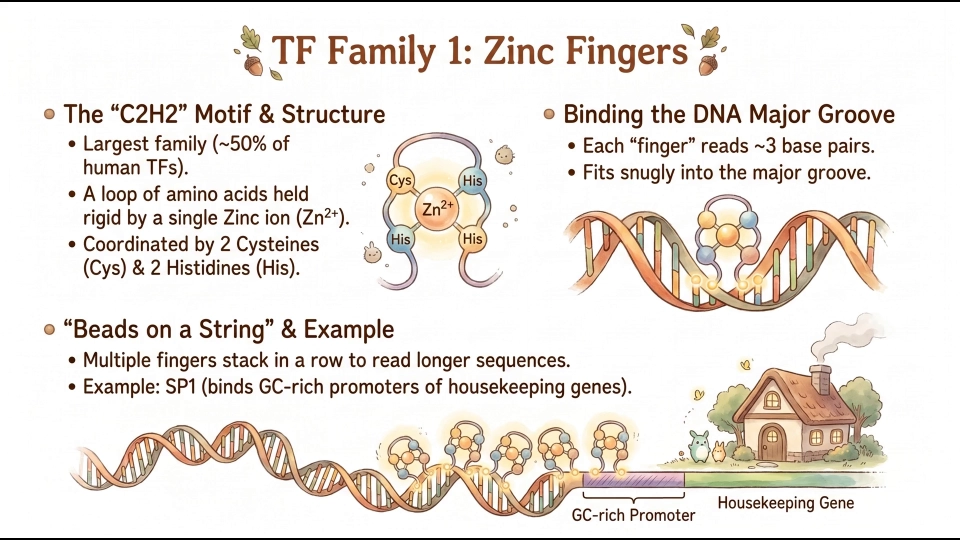 TF Family 1: Zinc Fingers
The “C2H2” Motif & Structure
• Largest family (~50% of
human TFs).
• A loop of amino acids held
rigid by a single Zinc ion (Zn²⁺).
• Coordinated by 2 Cysteines
(Cys) & 2 Histidines (His).
Cys
His
Zn²⁺
His
His
Binding the DNA Major Groove
• Each “finger” reads ~3 base pairs.
• Fits snugly into the major groove.
“Beads on a String” & Example
• Multiple fingers stack in a row to read longer sequences.
• Example: SP1 (binds GC-rich promoters of housekeeping genes).
GC-rich Promoter
Housekeeping Gene